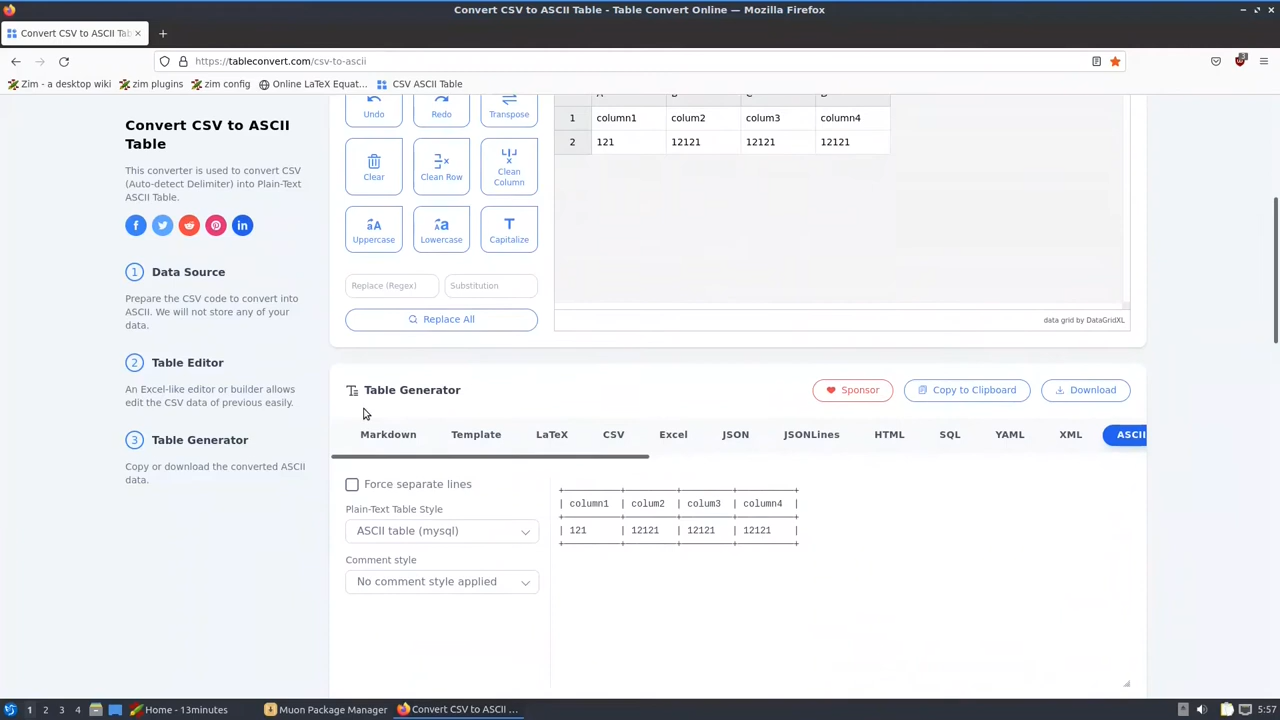 Convert CSV to ASCII Table - Table Convert Online — Mozilla Firefox
Convert CSV to ASCII Tab
https://tableconvert.com/csv-to-ascii
Zim - a desktop wiki
zim plugins
zim config
Online LaTeX Equat...
CSV ASCII Table
Convert CSV to ASCII Table
This converter is used to convert CSV
(Auto-detect Delimiter) into Plain-Text
ASCII Table.
1 Data Source
Prepare the CSV code to convert into
ASCII. We will not store any of your
data.
2 Table Editor
An Excel-like editor or builder allows
edit the CSV data of previous easily.
3 Table Generator
Copy or download the converted ASCII
data.
Undo
Redo
Transpose
Clear
Clean Row
Clean Column
Uppercase
Lowercase
Capitalize
Replace (Regex)
Substitution
Replace All
1 column1 colum2 colum3 column4
2 121 12121 12121 12121
data grid by DataGridXL
Table Generator
Sponsor
Copy to Clipboard
Download
Markdown Template LaTeX CSV Excel JSON JSONLines HTML SQL YAML XML ASCII
Force separate lines
Plain-Text Table Style
ASCII table (mysql)
Comment style
No comment style applied
+----------+---------+---------+----------+
| column1 | colum2 | colum3 | column4 |
+----------+---------+---------+----------+
| 121 | 12121 | 12121 | 12121 |
+----------+---------+---------+----------+
1 2 3 4
Home - 13minutes
Muon Package Manager
Convert CSV to ASCII ...
5:57